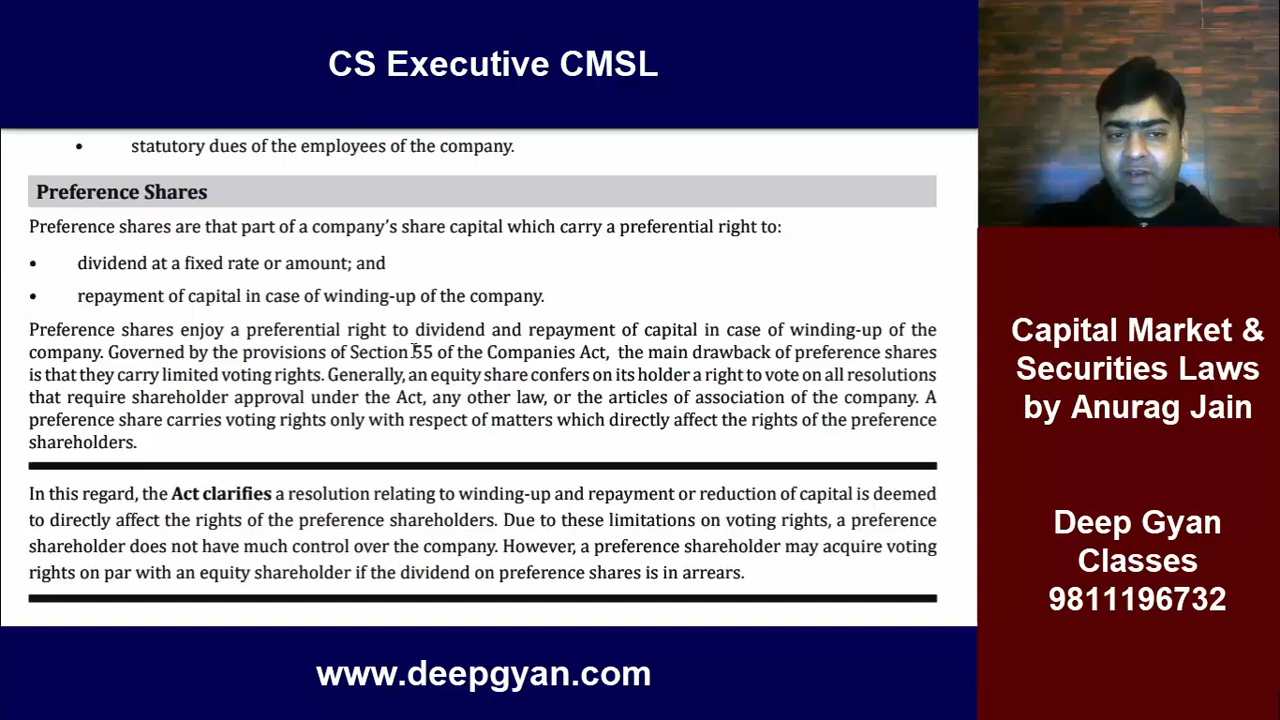 CS Executive CMSL
• statutory dues of the employees of the company.
Preference Shares
Preference shares are that part of a company’s share capital which carry a preferential right to:
• dividend at a fixed rate or amount; and
• repayment of capital in case of winding-up of the company.
Preference shares enjoy a preferential right to dividend and repayment of capital in case of winding-up of the
company. Governed by the provisions of Section 55 of the Companies Act, the main drawback of preference shares
is that they carry limited voting rights. Generally, an equity share confers on its holder a right to vote on all resolutions
that require shareholder approval under the Act, any other law, or the articles of association of the company. A
preference share carries voting rights only with respect of matters which directly affect the rights of the preference
shareholders.
In this regard, the Act clarifies a resolution relating to winding-up and repayment or reduction of capital is deemed
to directly affect the rights of the preference shareholders. Due to these limitations on voting rights, a preference
shareholder does not have much control over the company. However, a preference shareholder may acquire voting
rights on par with an equity shareholder if the dividend on preference shares is in arrears.
www.deepgyan.com
Capital Market &
Securities Laws
by Anurag Jain
Deep Gyan
Classes
9811196732